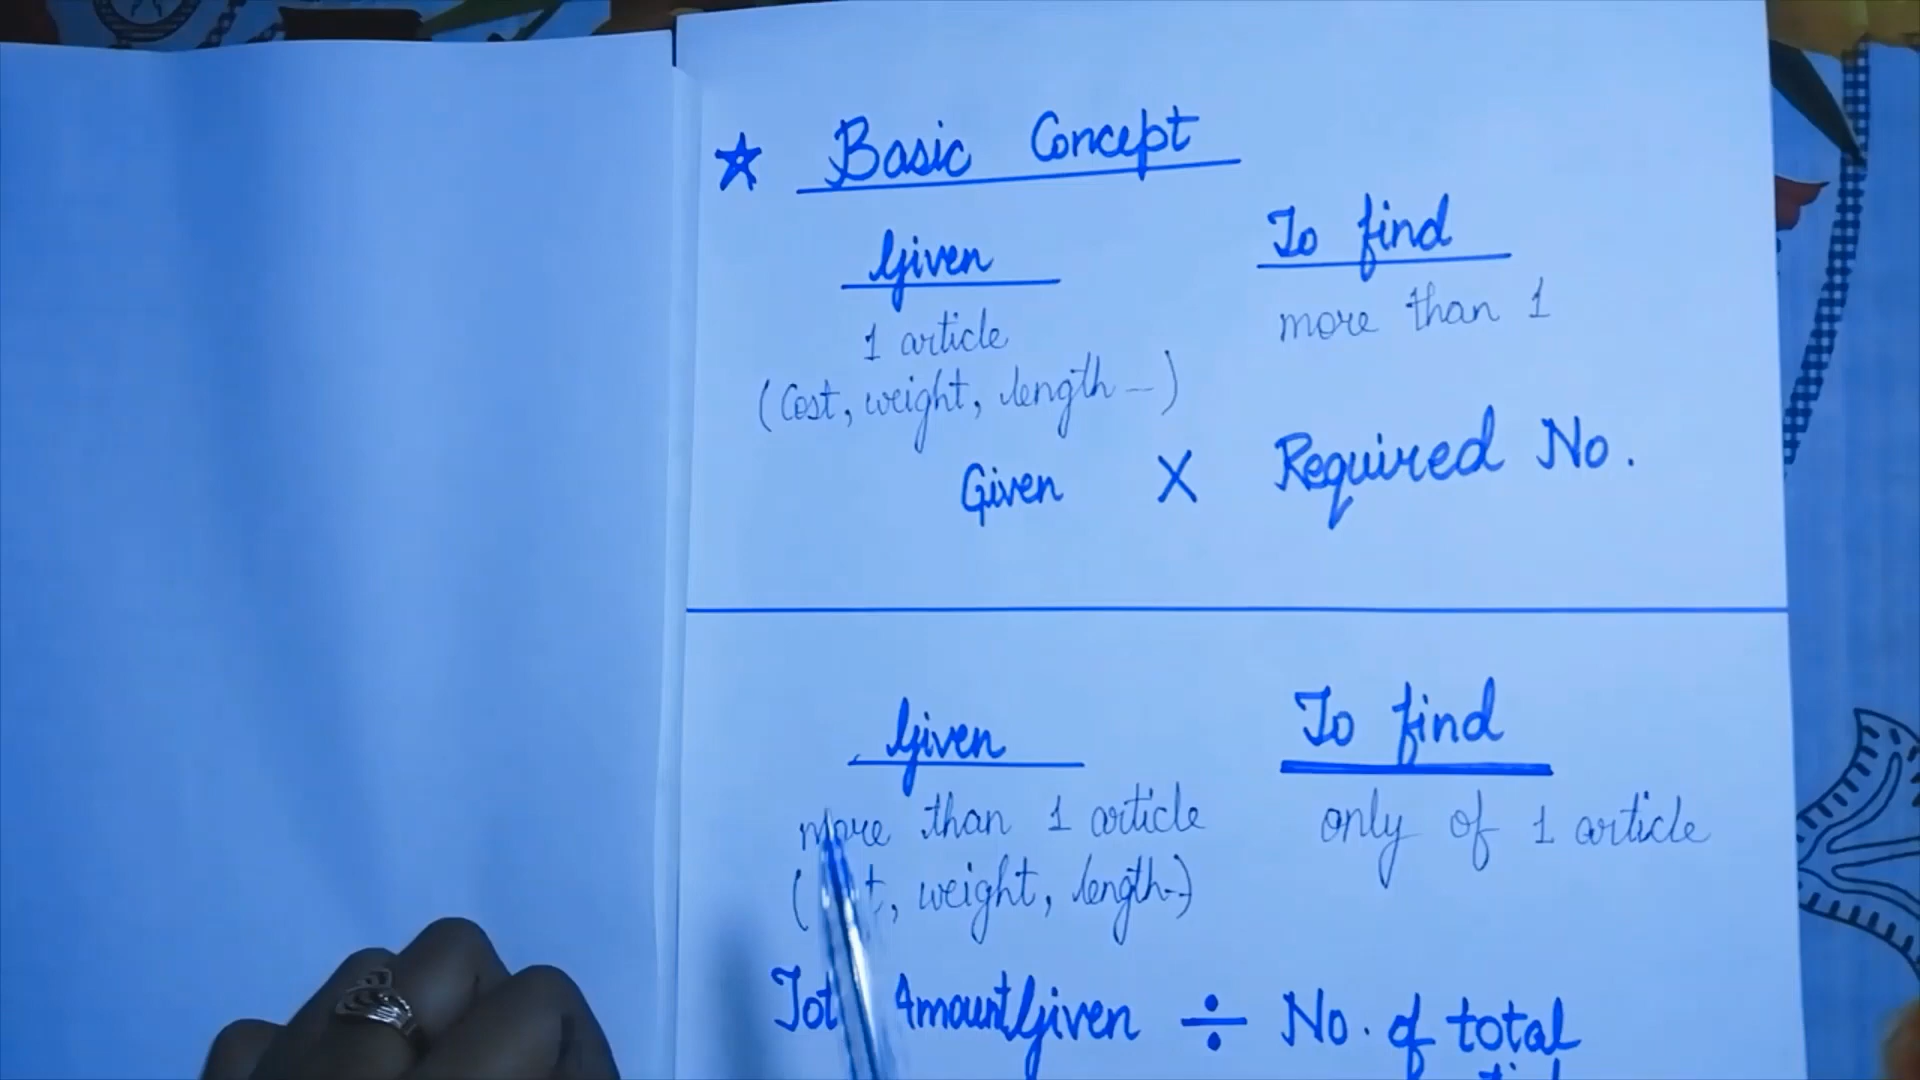 ☆ Basic Concept
Given To find
1 article more than 1
(Cost, weight, length --)
Given X Required No.
Given To find
more than 1 article only of 1 article
( , weight, length--)
Amount Given ÷ No. of total